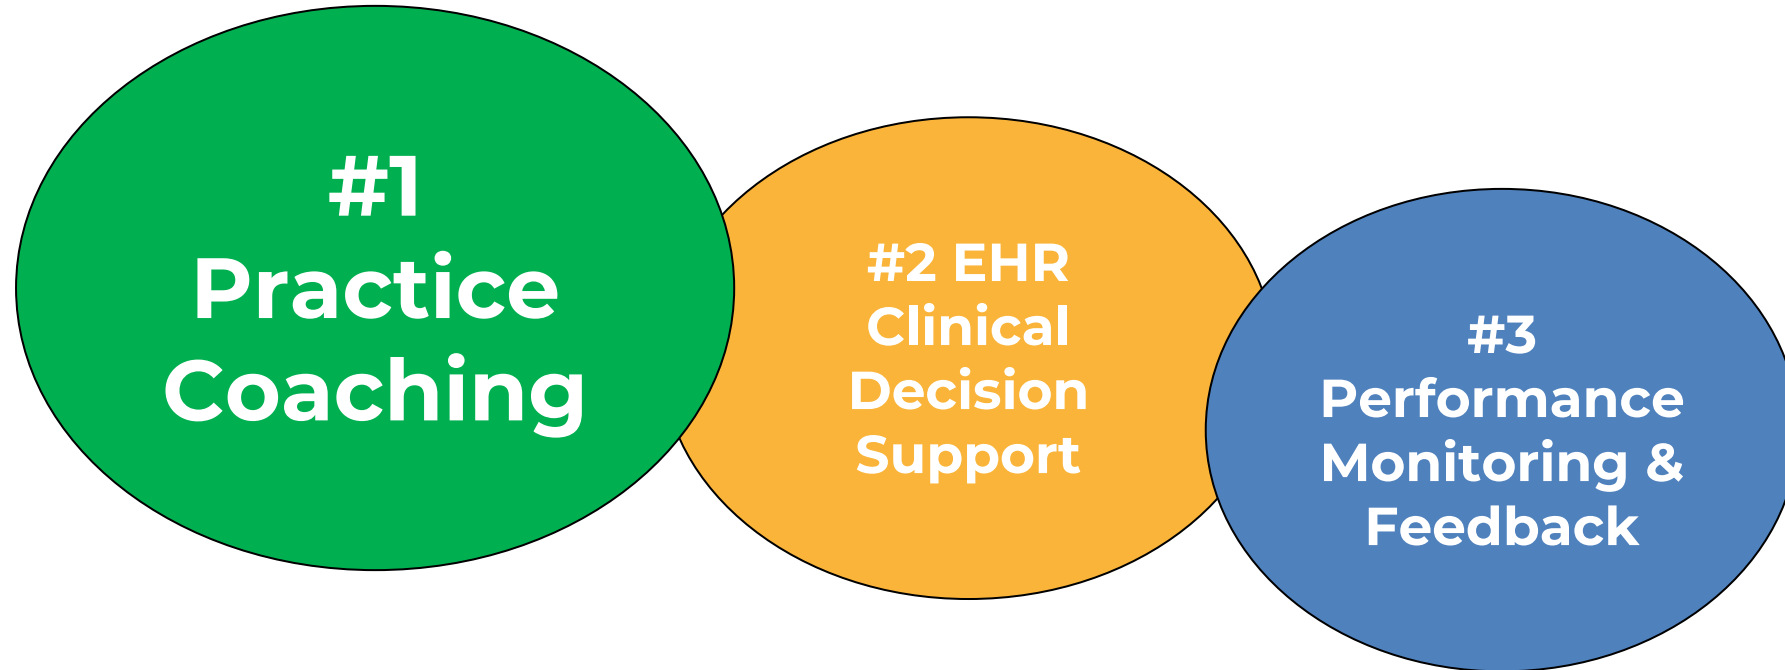 #1
Practice
Coaching
#2 EHR
Clinical
Decision
Support
#3
Performance
Monitoring &
Feedback